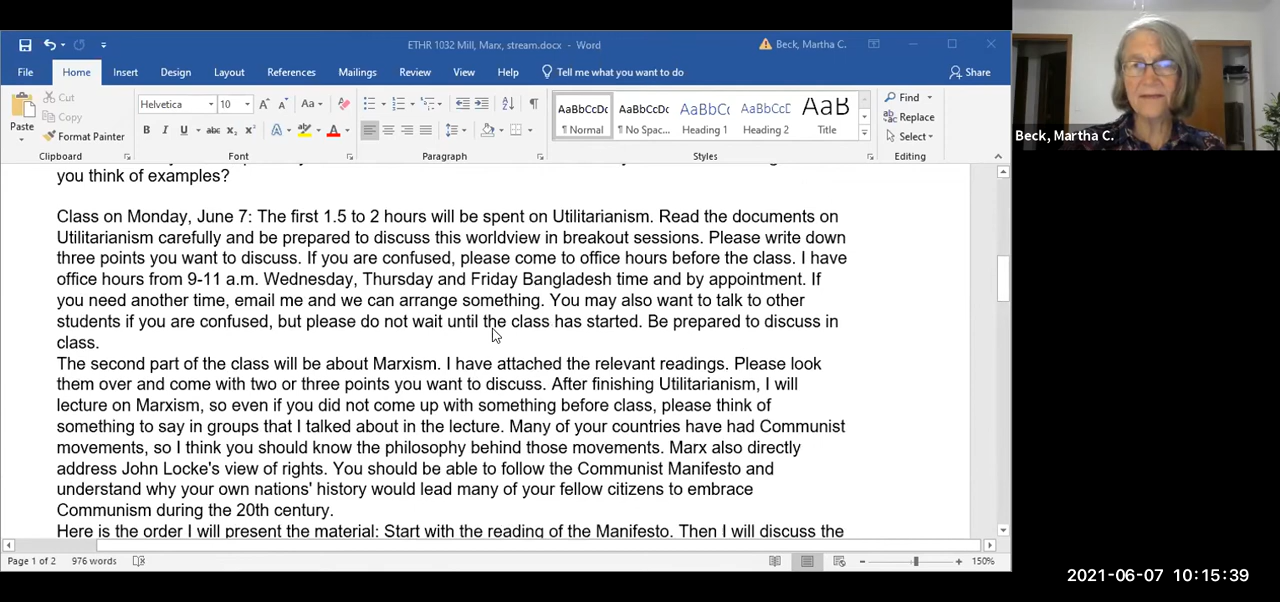 ETHR 1032 Mill, Marx, stream.docx - Word
Beck, Martha C.
File Home Insert Design Layout References Mailings Review View Help Tell me what you want to do Share
Paste
Cut
Copy
Format Painter
Clipboard
Helvetica 10 Aa
B I U abc x₂ x² A A
Font
Paragraph
AaBbCcDc AaBbCcDc AaBbC AaBbCcD AaB
¶ Normal ¶ No Spac... Heading 1 Heading 2 Title
Styles
Find
Replace
Select
Editing
you think of examples?
Class on Monday, June 7: The first 1.5 to 2 hours will be spent on Utilitarianism. Read the documents on
Utilitarianism carefully and be prepared to discuss this worldview in breakout sessions. Please write down
three points you want to discuss. If you are confused, please come to office hours before the class. I have
office hours from 9-11 a.m. Wednesday, Thursday and Friday Bangladesh time and by appointment. If
you need another time, email me and we can arrange something. You may also want to talk to other
students if you are confused, but please do not wait until the class has started. Be prepared to discuss in
class.
The second part of the class will be about Marxism. I have attached the relevant readings. Please look
them over and come with two or three points you want to discuss. After finishing Utilitarianism, I will
lecture on Marxism, so even if you did not come up with something before class, please think of
something to say in groups that I talked about in the lecture. Many of your countries have had Communist
movements, so I think you should know the philosophy behind those movements. Marx also directly
address John Locke's view of rights. You should be able to follow the Communist Manifesto and
understand why your own nations' history would lead many of your fellow citizens to embrace
Communism during the 20th century.
Here is the order I will present the material: Start with the reading of the Manifesto. Then I will discuss the
Page 1 of 2 976 words 150%
Beck, Martha C.
2021-06-07 10:15:39